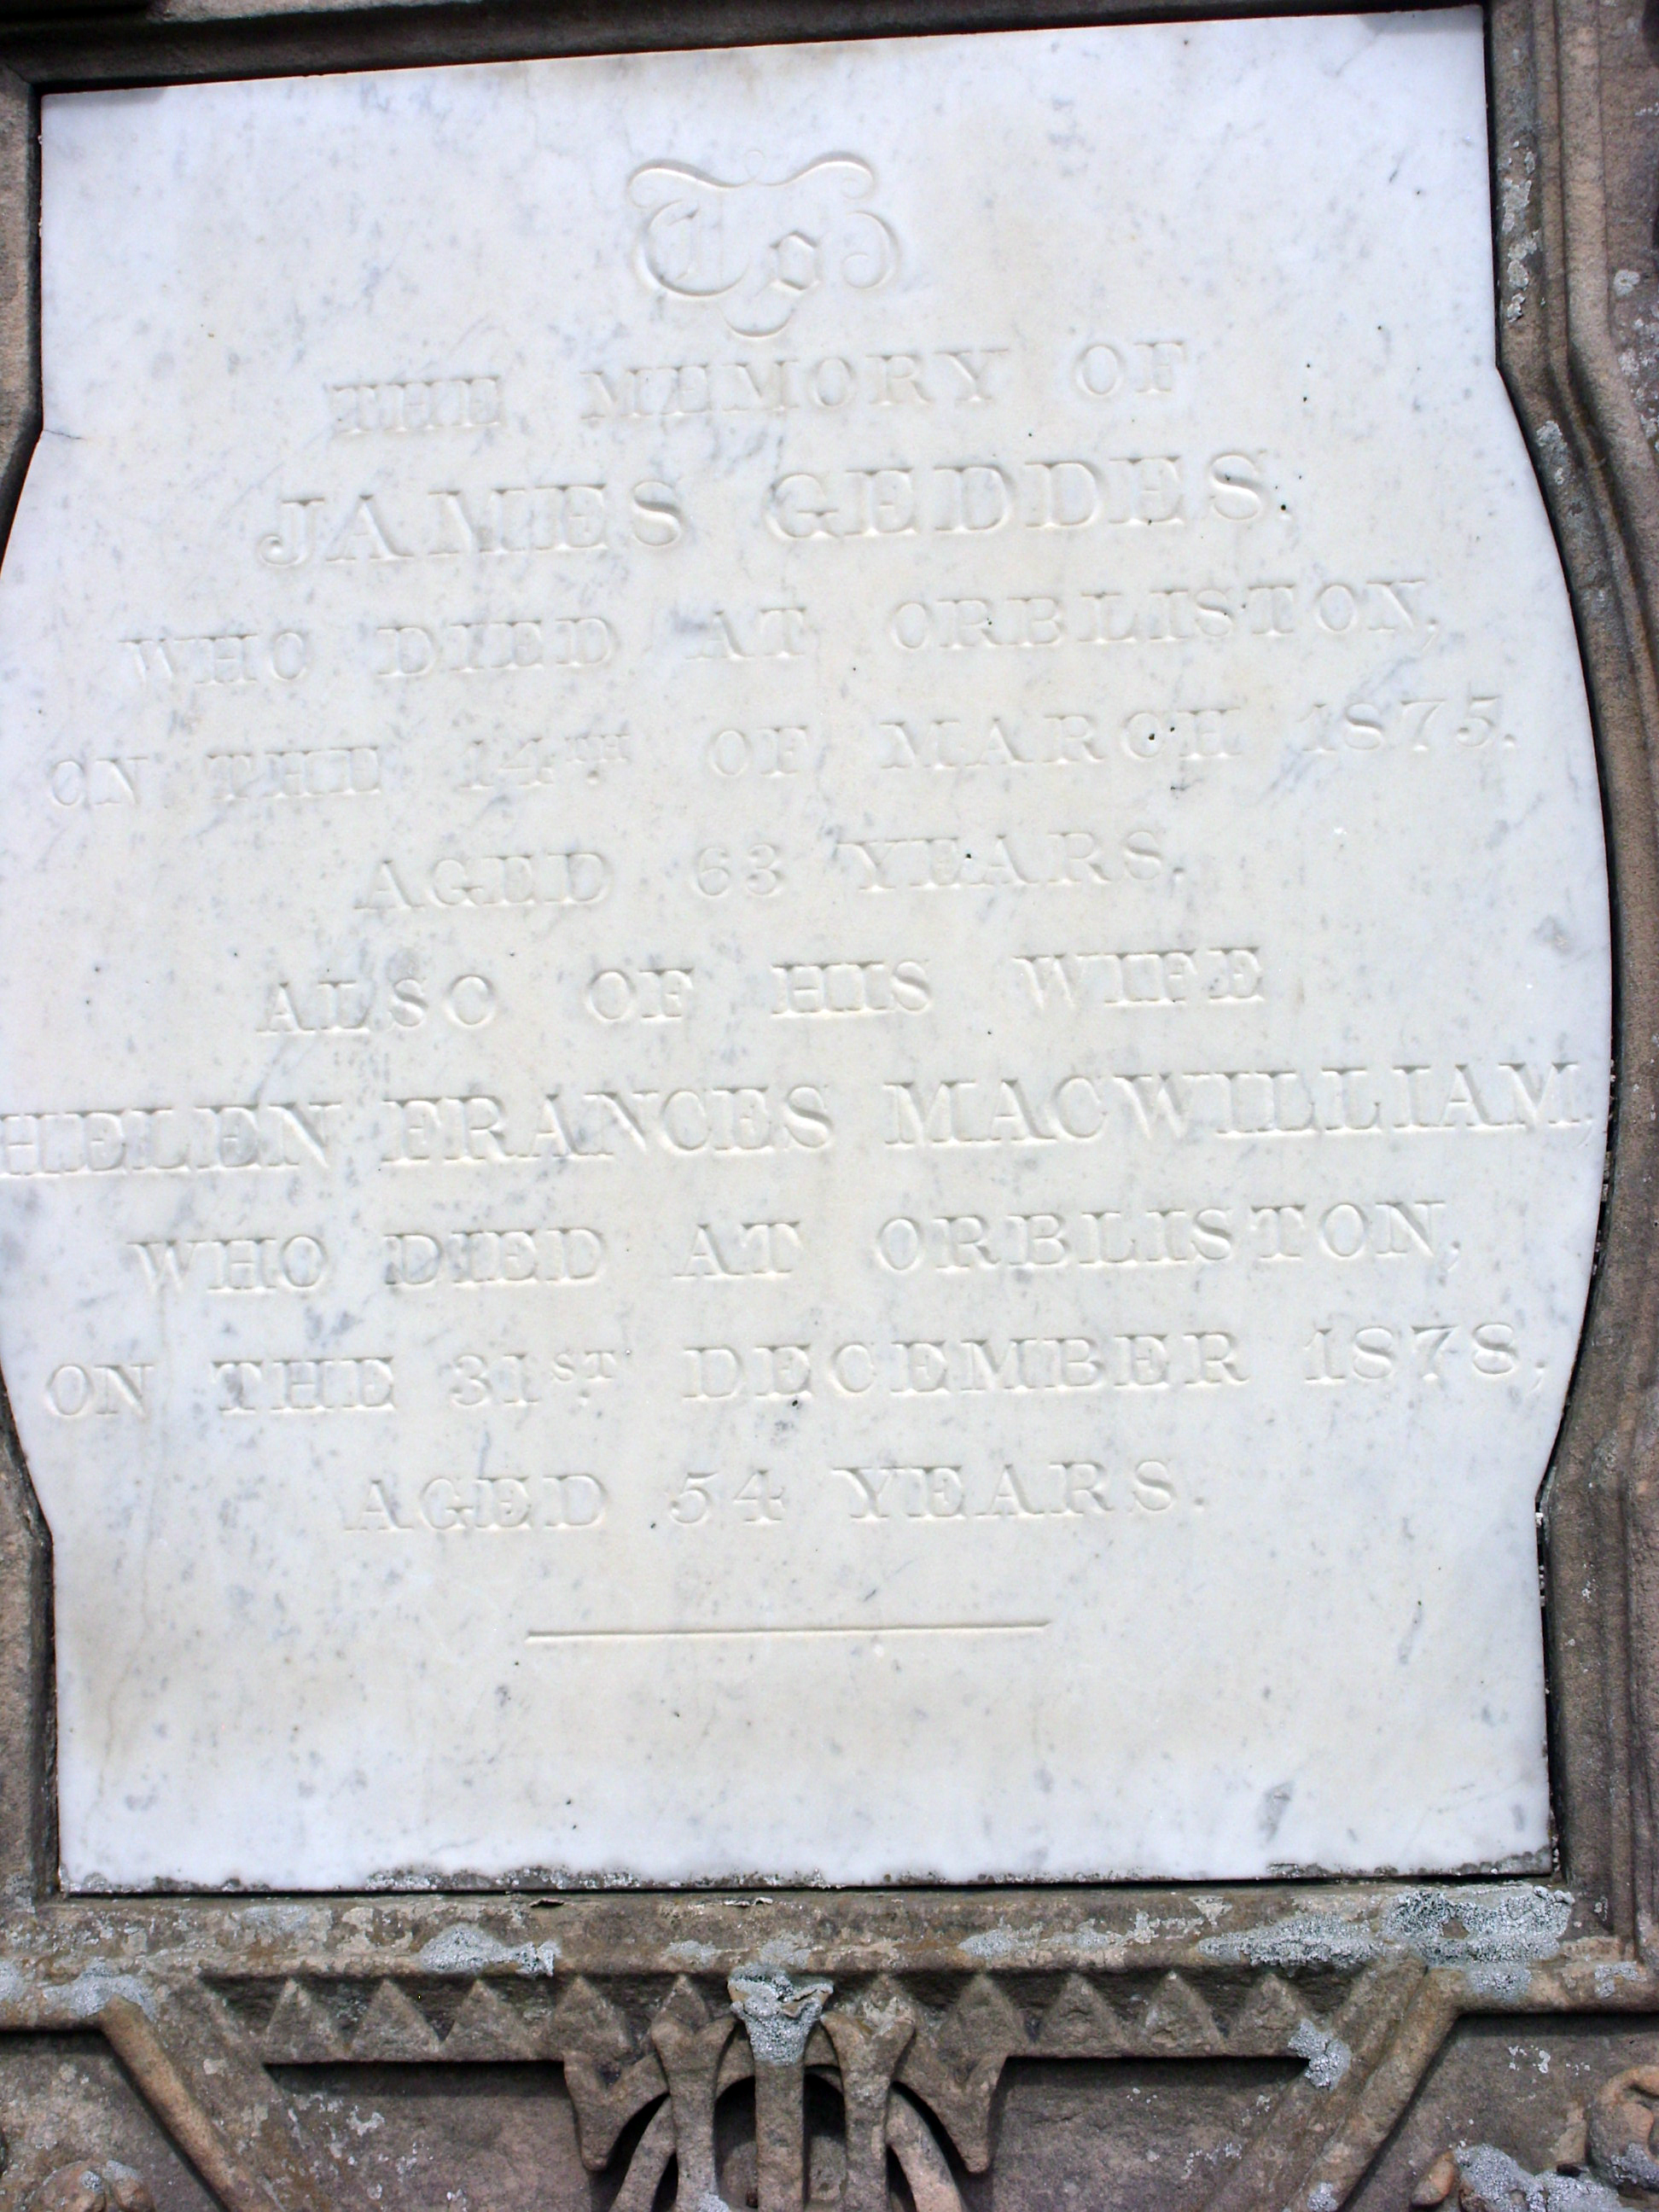 To
THE MEMORY OF
JAMES GEDDES,
WHO DIED AT ORBLISTON,
ON THE 14TH OF MARCH 1875.
AGED 63 YEARS.
ALSO OF HIS WIFE
HELEN FRANCES MACWILLIAM,
WHO DIED AT ORBLISTON,
ON THE 31ST DECEMBER 1878,
AGED 54 YEARS.